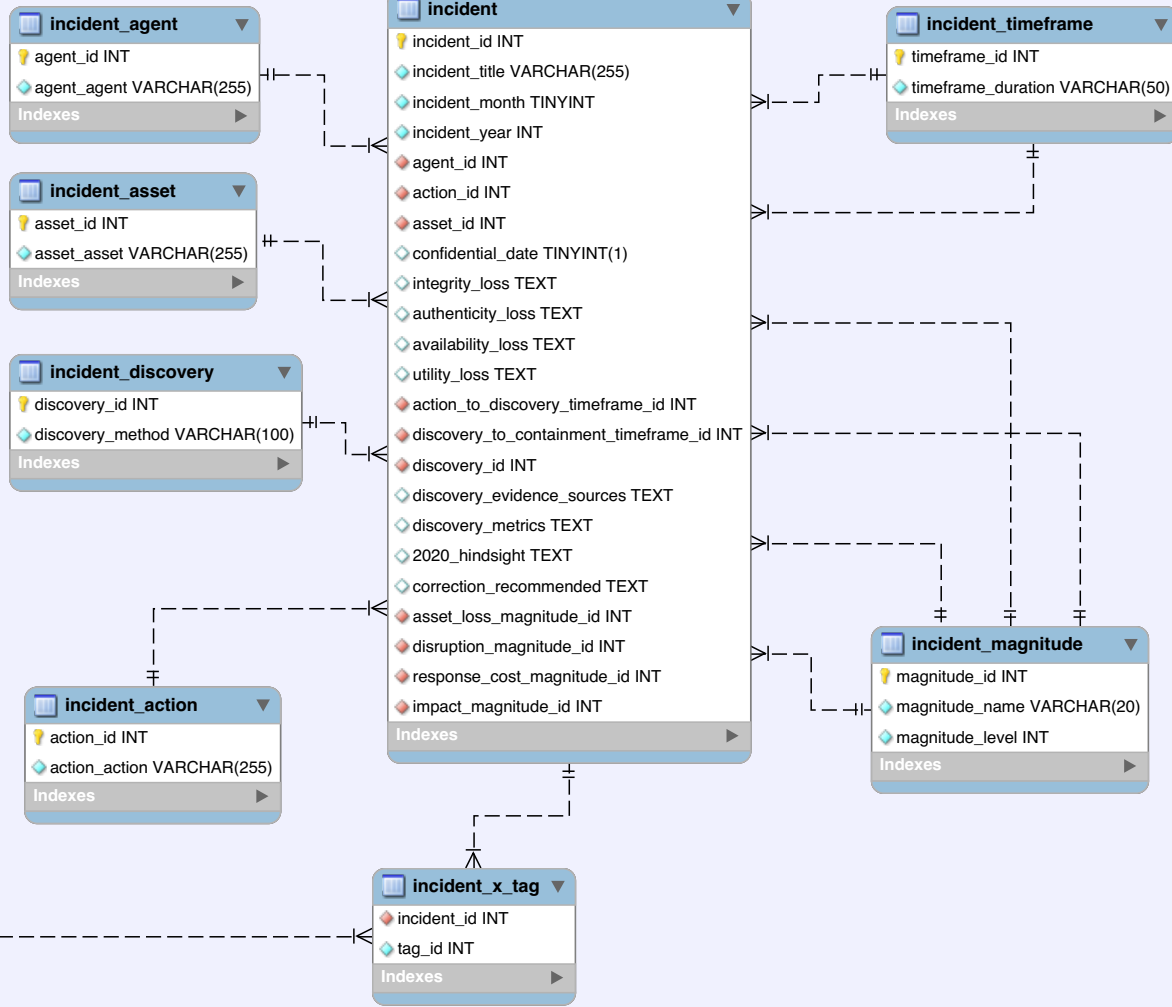 incident_agent
agent_id INT
agent_agent VARCHAR(255)
Indexes
incident_asset
asset_id INT
asset_asset VARCHAR(255)
Indexes
incident_discovery
discovery_id INT
discovery_method VARCHAR(100)
Indexes
incident_action
action_id INT
action_action VARCHAR(255)
Indexes
incident
incident_id INT
incident_title VARCHAR(255)
incident_month TINYINT
incident_year INT
agent_id INT
action_id INT
asset_id INT
confidential_date TINYINT(1)
integrity_loss TEXT
authenticity_loss TEXT
availability_loss TEXT
utility_loss TEXT
action_to_discovery_timeframe_id INT
discovery_to_containment_timeframe_id INT
discovery_id INT
discovery_evidence_sources TEXT
discovery_metrics TEXT
2020_hindsight TEXT
correction_recommended TEXT
asset_loss_magnitude_id INT
disruption_magnitude_id INT
response_cost_magnitude_id INT
impact_magnitude_id INT
Indexes
incident_x_tag
incident_id INT
tag_id INT
Indexes
incident_timeframe
timeframe_id INT
timeframe_duration VARCHAR(50)
Indexes
incident_magnitude
magnitude_id INT
magnitude_name VARCHAR(20)
magnitude_level INT
Indexes